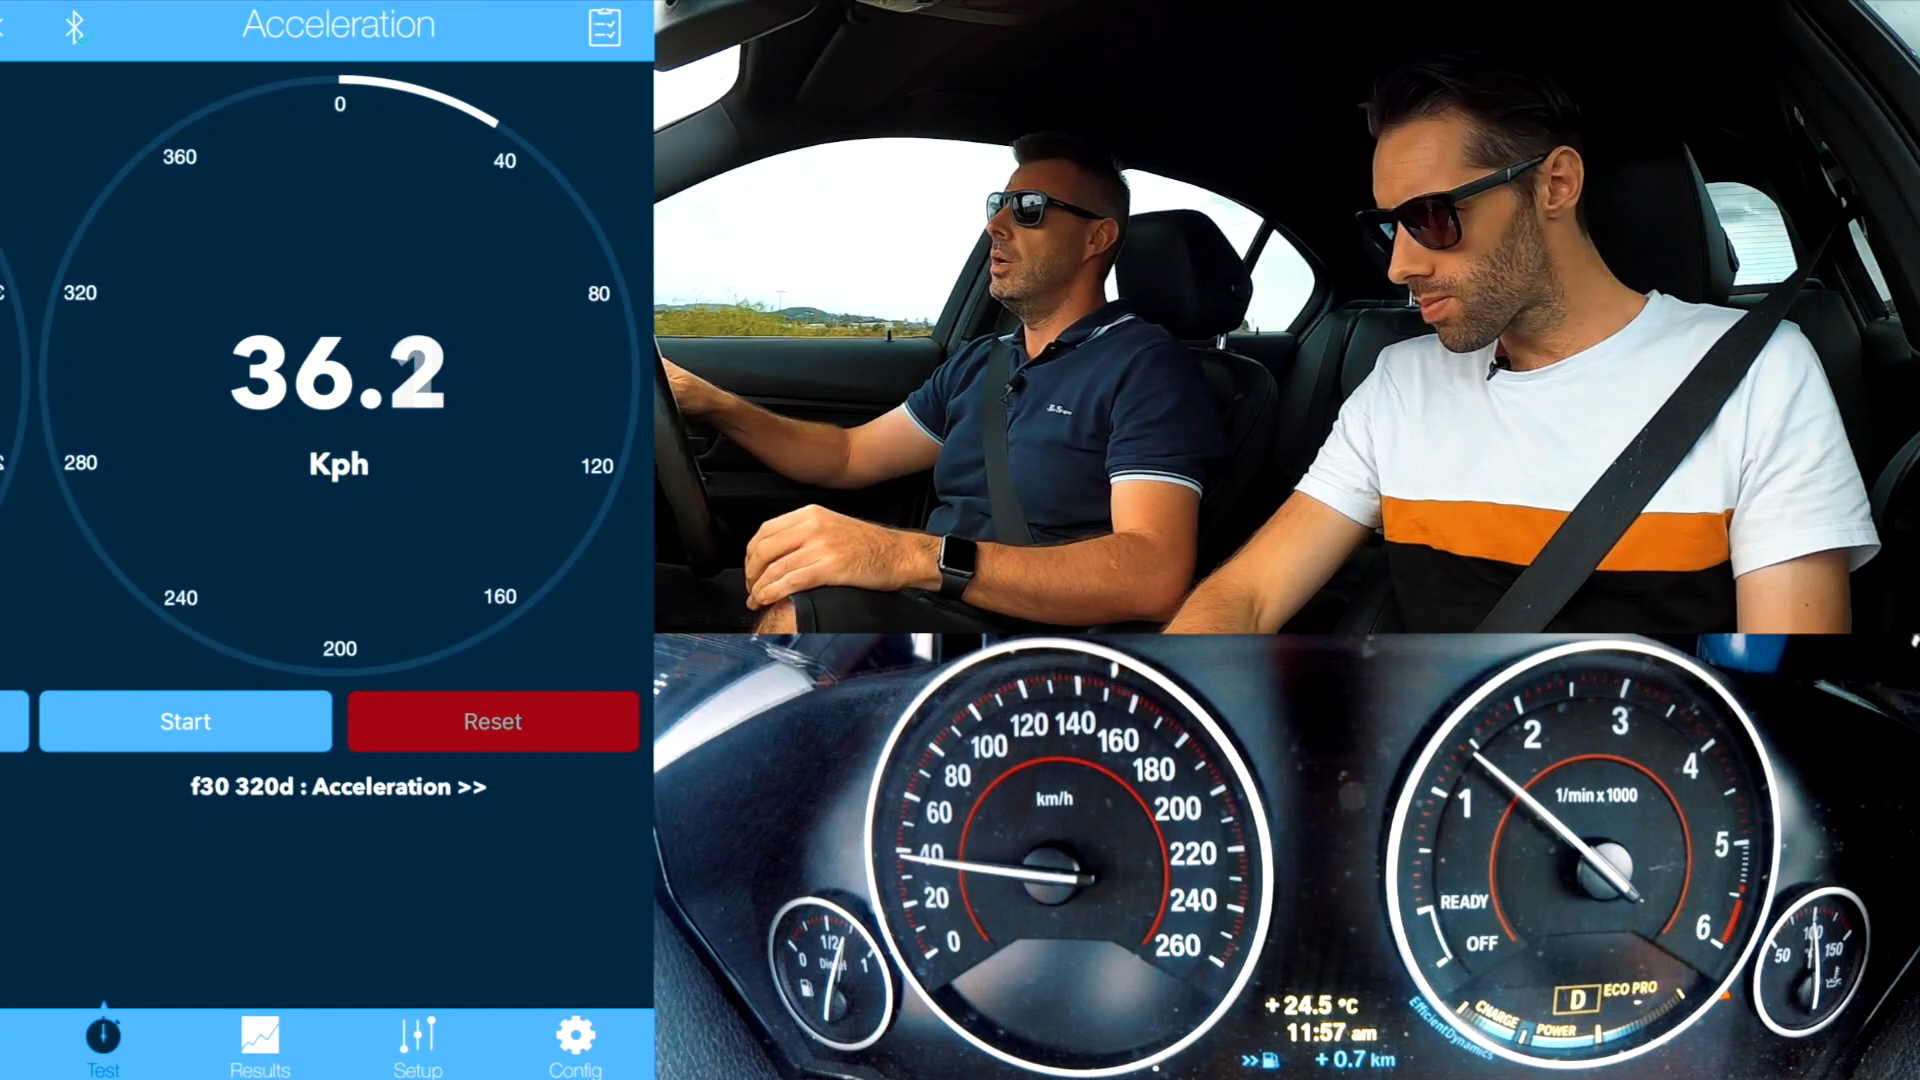 Acceleration
0
40
80
120
160
200
240
280
320
360
36.2
Kph
Start
Reset
f30 320d : Acceleration >>
Test
Results
Setup
Config
0
20
40
60
80
100
120
140
160
180
200
220
240
260
km/h
0
1/2
1
Diesel
+24.5 °C
11:57 am
>> + 0.7 km
OFF
READY
1
2
3
4
5
6
1/min x 1000
D
ECO PRO
CHARGE
POWER
EfficientDynamics
50
100
150